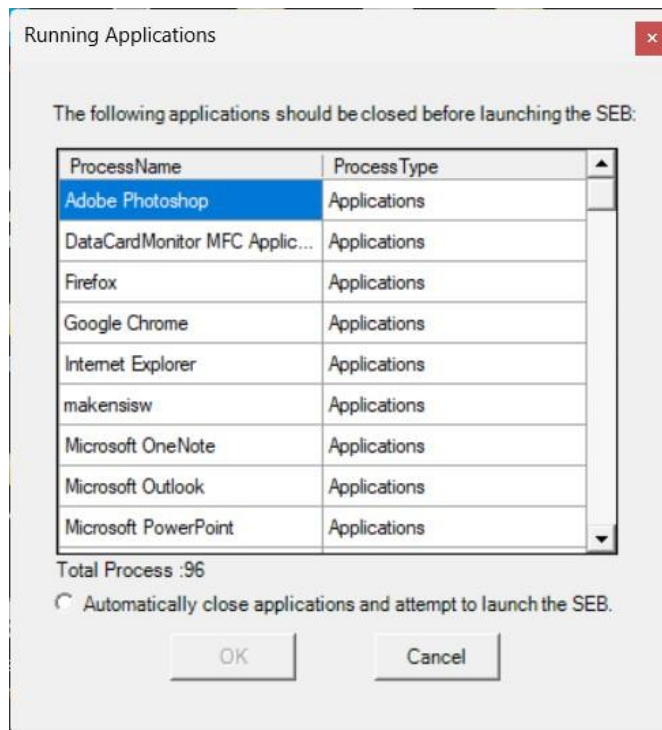 Running Applications
The following applications should be closed before launching the SEB:
ProcessName ProcessType
Adobe Photoshop Applications
DataCardMonitor MFC Applic... Applications
Firefox Applications
Google Chrome Applications
Internet Explorer Applications
makensisw Applications
Microsoft OneNote Applications
Microsoft Outlook Applications
Microsoft PowerPoint Applications
Total Process :96
Automatically close applications and attempt to launch the SEB.
OK Cancel